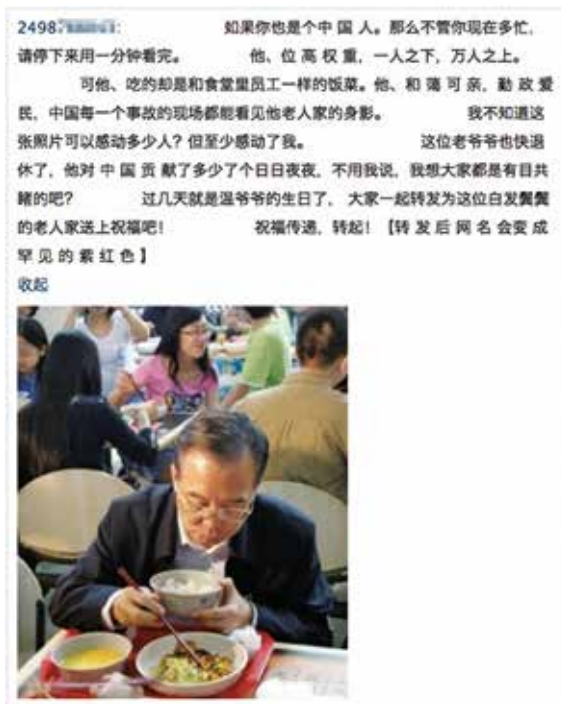 2498
如果你也是个中 国 人。那么不管你现在多忙，
请停下来用一分钟看完。 他、位 高 权 重，一人之下，万人之上。
可他、吃的却是和食堂里员工一样的饭菜。他、和 蔼 可 亲，勤 政 爱
民，中国每一个事故的现场都能看见他老人家的身影。 我不知道这
张照片可以感动多少人？但至少感动了我。 这位老爷爷也快退
休了，他对 中 国 贡 献了多少了个日日夜夜，不用我说，我想大家都是有目共
睹的吧？ 过几天就是温爷爷的生日了， 大家一起转发为这位白发鬓鬓
的老人家送上祝福吧！ 祝福传递，转起！【转 发 后 网 名 会变 成
罕 见 的 紫 红 色 】
收起